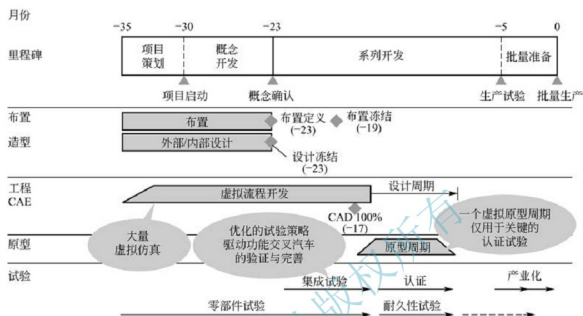 月份
-35
-30
-23
-5
0
里程碑
项目
策划
概念
开发
系列开发
批量准备
项目启动
概念确认
生产试验
批量生产
布置
布置
布置定义
(-23)
布置冻结
(-19)
造型
外部/内部设计
设计冻结
(-23)
工程
CAE
虚拟流程开发
设计周期
CAD 100%
(-17)
大量
虚拟仿真
优化的试验策略
驱动功能交叉汽车
的验证与完善
一个虚拟原型周期
仅用于关键的
认证试验
原型
原型周期
试验
集成试验
认证
产业化
零部件试验
耐久性试验
版权所有